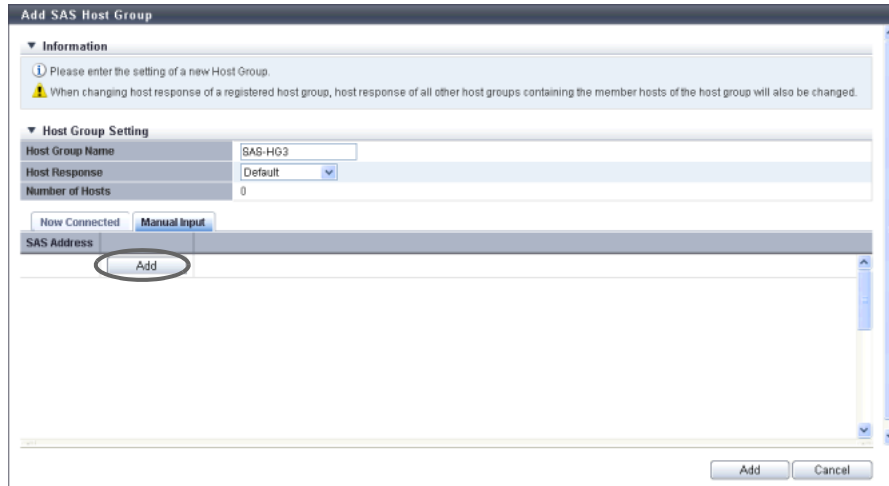 Add SAS Host Group
Information
Please enter the setting of a new Host Group.
When changing host response of a registered host group, host response of all other host groups containing the member hosts of the host group will also be changed.
Host Group Setting
Host Group Name SAS-HG3
Host Response Default
Number of Hosts 0
Now Connected Manual Input
SAS Address
Add
Add Cancel